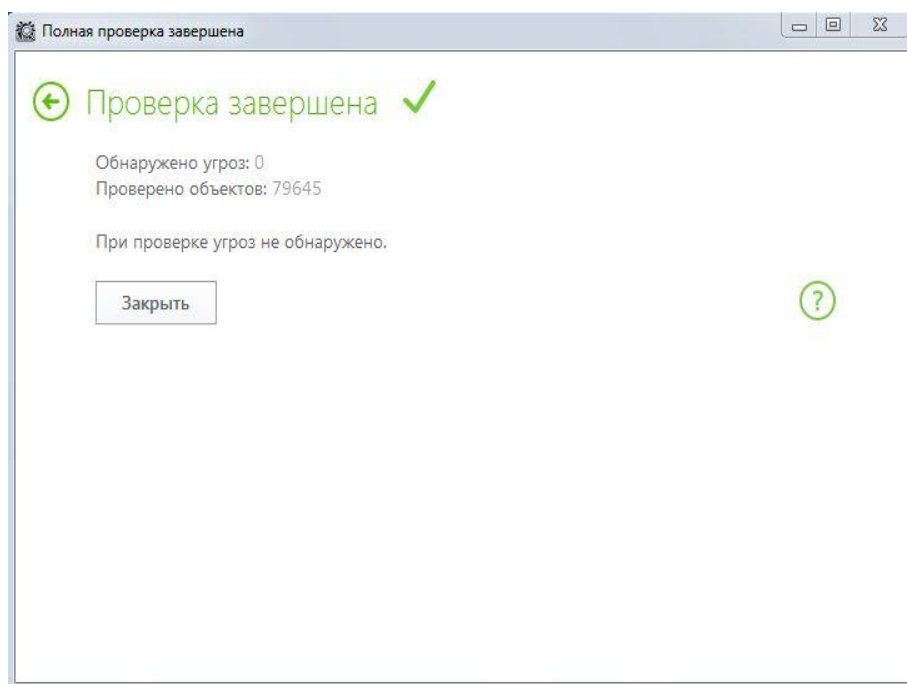 Полная проверка завершена
Проверка завершена
Обнаружено угроз: 0
Проверено объектов: 79645
При проверке угроз не обнаружено.
Закрыть
?